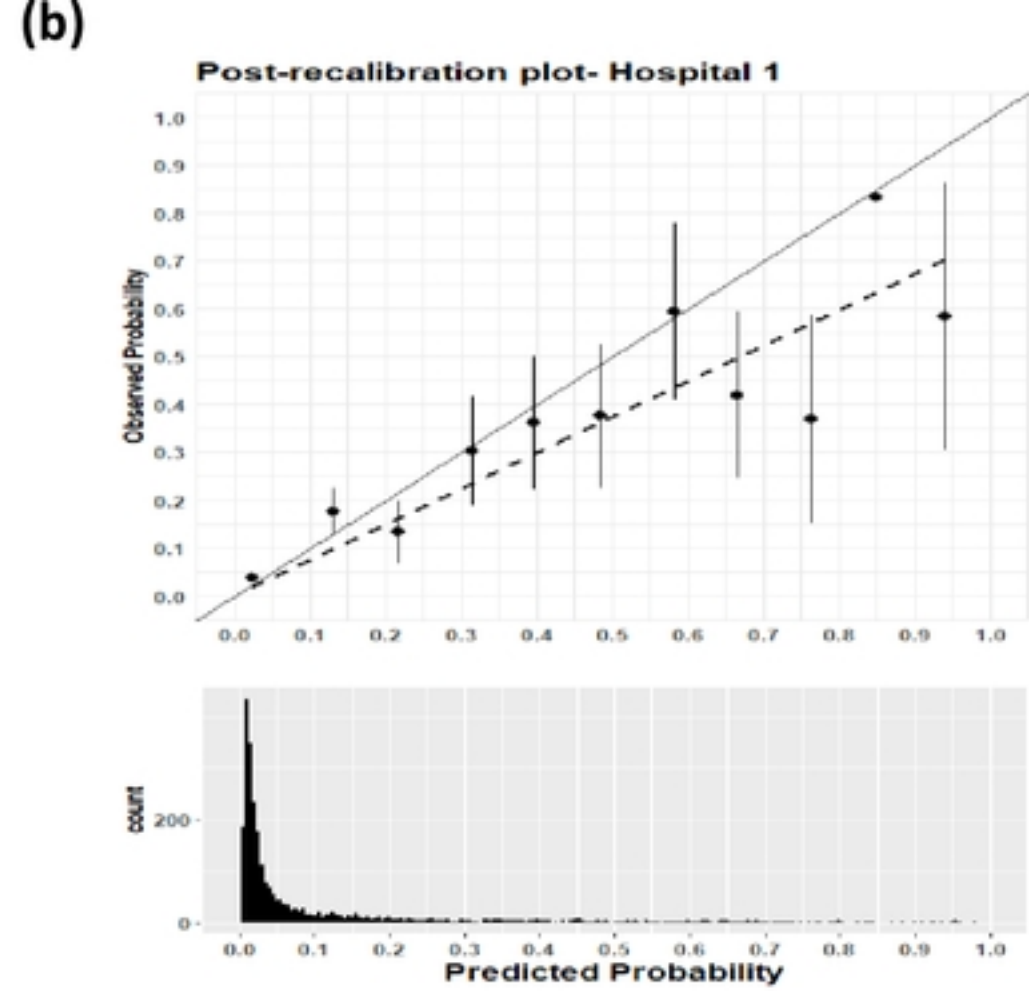 (b)
Post-recalibration plot- Hospital 1
Observed Probability
1.0
0.9
0.8
0.7
0.6
0.5
0.4
0.3
0.2
0.1
0.0
0.0 0.1 0.2 0.3 0.4 0.5 0.6 0.7 0.8 0.9 1.0
count
200
0
0.0 0.1 0.2 0.3 0.4 0.5 0.6 0.7 0.8 0.9 1.0
Predicted Probability